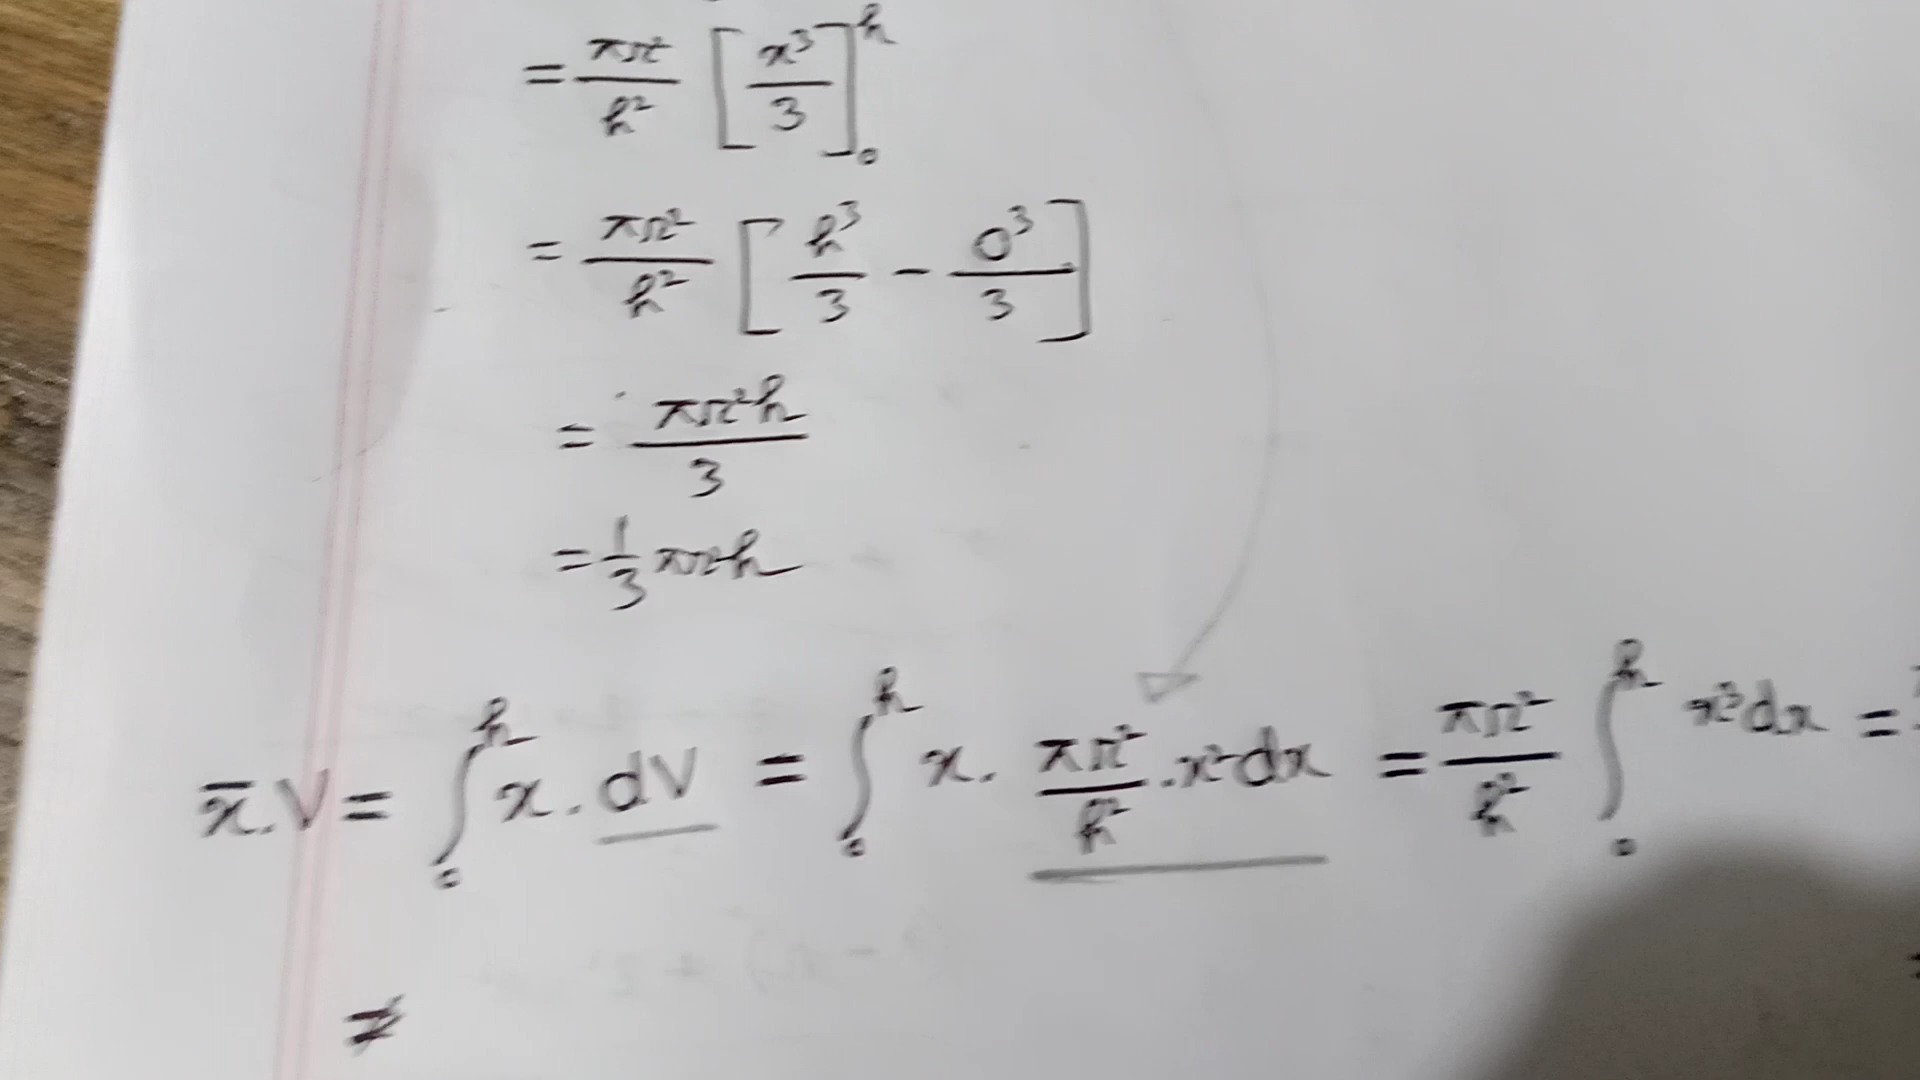 = πr²/h² [x³/3]₀ʰ
= πr²/h² [h³/3 - 0³/3]
= πr²h/3
= 1/3 πr²h
x̄.V = ∫₀ʰ x.dV = ∫₀ʰ x. πr²/h² .x²dx = πr²/h² ∫₀ʰ x³dx =